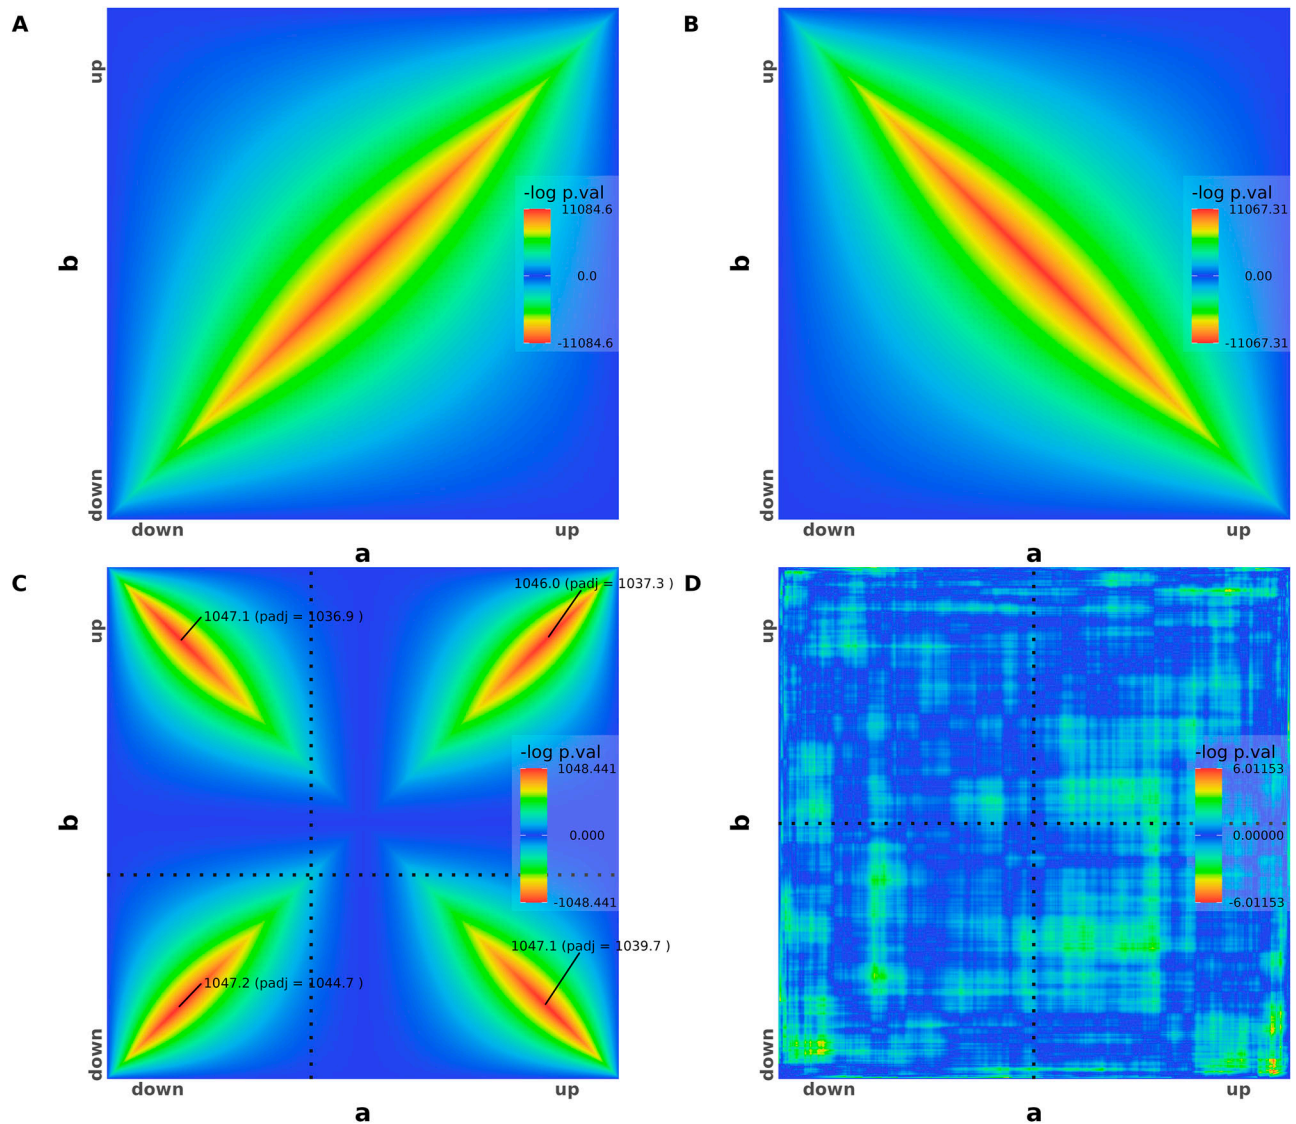 A
up
b
down
-log p.val
11084.6
0.0
-11084.6
down
up
a
B
up
b
down
-log p.val
11067.31
0.00
-11067.31
down
up
a
C
up
b
down
1047.1 (padj = 1036.9 )
1046.0 (padj = 1037.3 )
-log p.val
1048.441
0.000
-1048.441
1047.1 (padj = 1039.7 )
1047.2 (padj = 1044.7 )
down
up
a
D
up
b
down
-log p.val
6.01153
0.00000
-6.01153
down
up
a